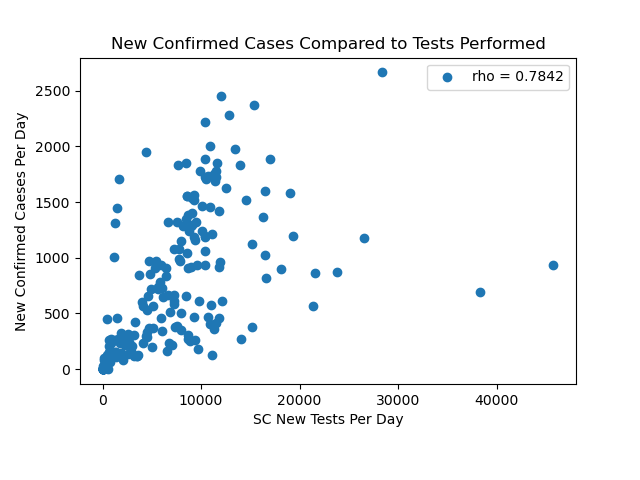 New Confirmed Cases Compared to Tests Performed
rho = 0.7842
New Confirmed Caeses Per Day
2500
2000
1500
1000
500
0
0 10000 20000 30000 40000
SC New Tests Per Day